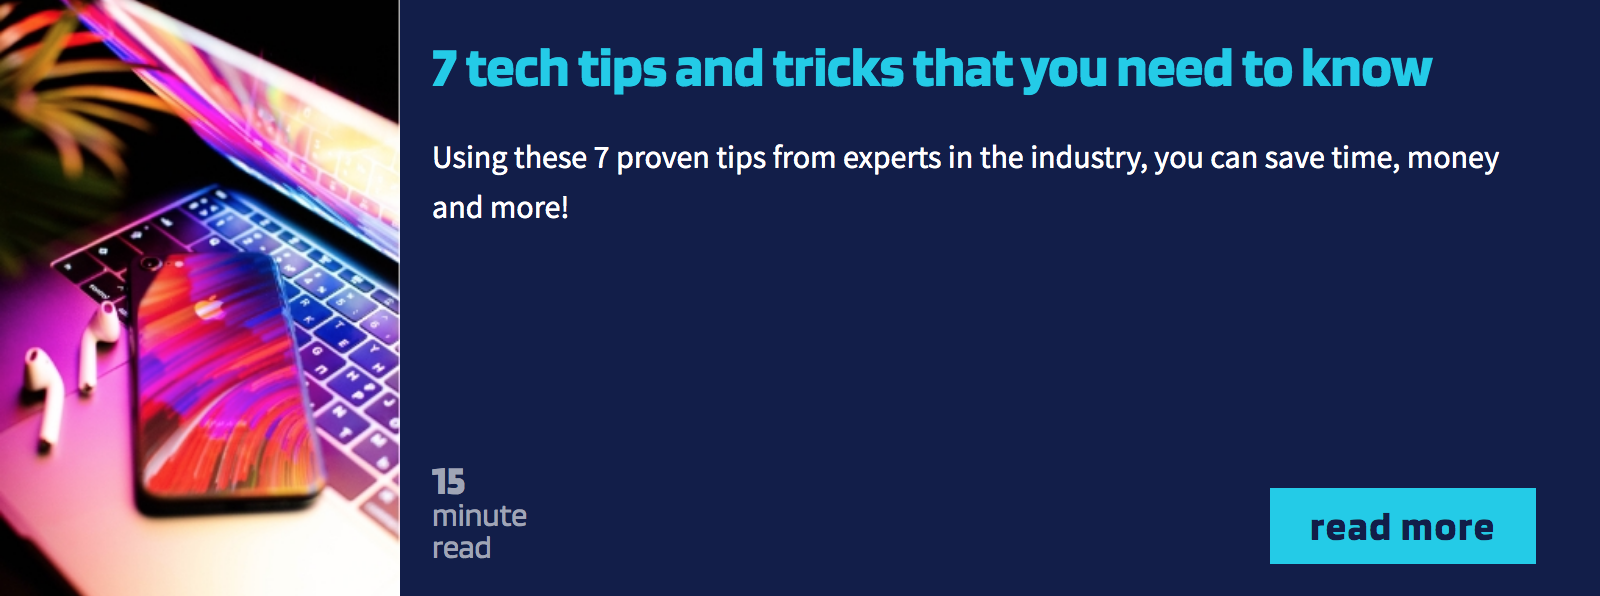 7 tech tips and tricks that you need to know
Using these 7 proven tips from experts in the industry, you can save time, money
and more!
15
minute
read
read more